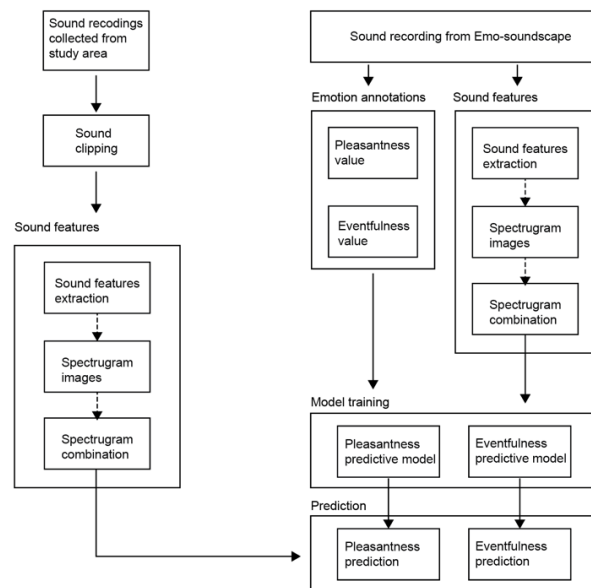 Sound recodings
collected from
study area
Sound
clipping
Sound features
Sound features
extraction
Spectrugram
images
Spectrugram
combination
Sound recording from Emo-soundscape
Emotion annotations
Pleasantness
value
Eventfulness
value
Sound features
Sound features
extraction
Spectrugram
images
Spectrugram
combination
Model training
Pleasantness
predictive model
Eventfulness
predictive model
Prediction
Pleasantness
prediction
Eventfulness
prediction